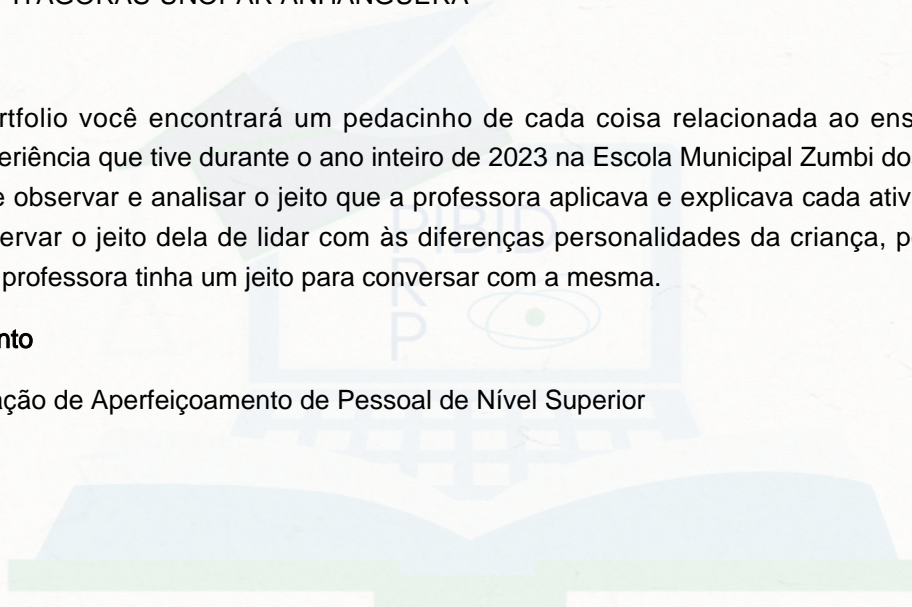 PITÁGORAS UNOPAR ANHANGUERA
rtfolio você encontrará um pedacinho de cada coisa relacionada ao ens
eriência que tive durante o ano inteiro de 2023 na Escola Municipal Zumbi dos
e observar e analisar o jeito que a professora aplicava e explicava cada ativ
ervar o jeito dela de lidar com às diferenças personalidades da criança, p
professora tinha um jeito para conversar com a mesma.
nto
ção de Aperfeiçoamento de Pessoal de Nível Superior
PIBID
R
P